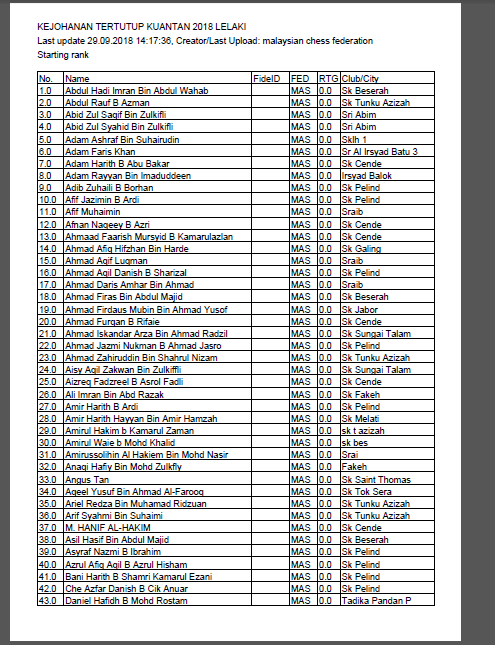 KEJOHANAN TERTUTUP KUANTAN 2018 LELAKI
Last update 29.09.2018 14:17:36, Creator/Last Upload: malaysian chess federation
Starting rank
No. Name FideID FED RTG Club/City
1.0 Abdul Hadi Imran Bin Abdul Wahab MAS 0.0 Sk Beserah
2.0 Abdul Rauf B Azman MAS 0.0 Sk Tunku Azizah
3.0 Abid Zul Saqif Bin Zulkifli MAS 0.0 Sri Abim
4.0 Abid Zul Syahid Bin Zulkifli MAS 0.0 Sri Abim
5.0 Adam Ashraf Bin Suhairudin MAS 0.0 Sklh 1
6.0 Adam Faris Khan MAS 0.0 Sr Al Irsyad Batu 3
7.0 Adam Harith B Abu Bakar MAS 0.0 Sk Cende
8.0 Adam Rayyan Bin Imaduddeen MAS 0.0 Irsyad Balok
9.0 Adib Zuhaili B Borhan MAS 0.0 Sk Pelind
10.0 Afif Jazimin B Ardi MAS 0.0 Sk Pelind
11.0 Afif Muhaimin MAS 0.0 Sraib
12.0 Afnan Naqeey B Azri MAS 0.0 Sk Cende
13.0 Ahmaad Faarish Mursyid B Kamarulazlan MAS 0.0 Sk Cende
14.0 Ahmad Afiq Hifzhan Bin Harde MAS 0.0 Sk Galing
15.0 Ahmad Aqif Luqman MAS 0.0 Sraib
16.0 Ahmad Aqil Danish B Sharizal MAS 0.0 Sk Pelind
17.0 Ahmad Daris Amhar Bin Ahmad MAS 0.0 Sraib
18.0 Ahmad Firas Bin Abdul Majid MAS 0.0 Sk Beserah
19.0 Ahmad Firdaus Mubin Bin Ahmad Yusof MAS 0.0 Sk Jabor
20.0 Ahmad Furqan B Rifaie MAS 0.0 Sk Cende
21.0 Ahmad Iskandar Arza Bin Ahmad Radzil MAS 0.0 Sk Sungai Talam
22.0 Ahmad Jazmi Nukman B Ahmad Jasro MAS 0.0 Sk Pelind
23.0 Ahmad Zahiruddin Bin Shahrul Nizam MAS 0.0 Sk Tunku Azizah
24.0 Aisy Aqil Zakwan Bin Zulkiffli MAS 0.0 Sk Sungai Talam
25.0 Aizreq Fadzreel B Asrol Fadli MAS 0.0 Sk Cende
26.0 Ali Imran Bin Abd Razak MAS 0.0 Sk Fakeh
27.0 Amir Harith B Ardi MAS 0.0 Sk Pelind
28.0 Amir Harith Hayyan Bin Amir Hamzah MAS 0.0 Sk Melati
29.0 Amirul Hakim b Kamarul Zaman MAS 0.0 sk t azizah
30.0 Amirul Waie b Mohd Khalid MAS 0.0 sk bes
31.0 Amirussolihin Al Hakiem Bin Mohd Nasir MAS 0.0 Srai
32.0 Anaqi Hafiy Bin Mohd Zulkfly MAS 0.0 Fakeh
33.0 Angus Tan MAS 0.0 Sk Saint Thomas
34.0 Aqeel Yusuf Bin Ahmad Al-Farooq MAS 0.0 Sk Tok Sera
35.0 Ariel Redza Bin Muhamad Ridzuan MAS 0.0 Sk Tunku Azizah
36.0 Arif Syahmi Bin Suhaimi MAS 0.0 Sk Tunku Azizah
37.0 M. HANIF AL-HAKIM MAS 0.0 Sk Cende
38.0 Asil Hasif Bin Abdul Majid MAS 0.0 Sk Beserah
39.0 Asyraf Nazmi B Ibrahim MAS 0.0 Sk Pelind
40.0 Azrul Afiq Aqil B Azrul Hisham MAS 0.0 Sk Pelind
41.0 Bani Harith B Shamri Kamarul Ezani MAS 0.0 Sk Pelind
42.0 Che Azfar Danish B Cik Anuar MAS 0.0 Sk Pelind
43.0 Daniel Hafidh B Mohd Rostam MAS 0.0 Tadika Pandan P